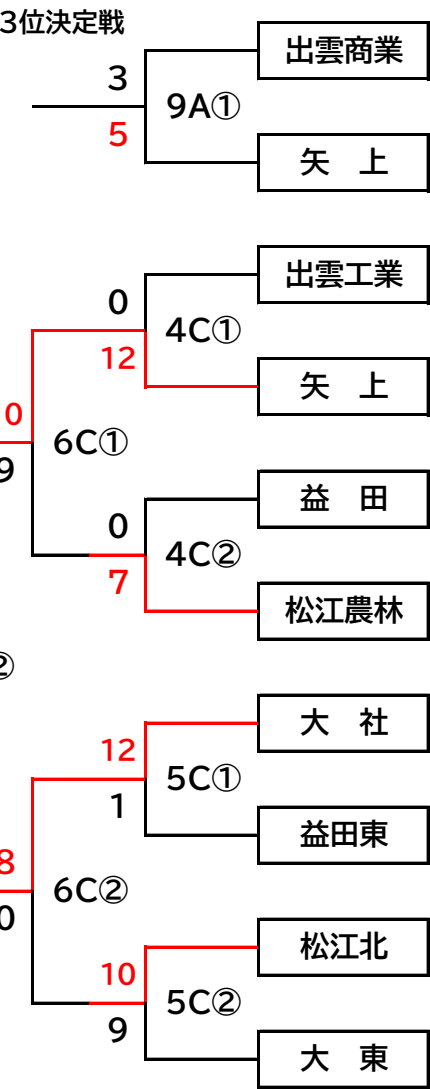 3位決定戦
出雲商業
3
9A①
5
矢 上
出雲工業
0
4C①
12
矢 上
0
6C①
9
益 田
0
4C②
7
松江農林
②
大 社
12
5C①
1
益田東
8
6C②
0
松江北
10
5C②
9
大 東